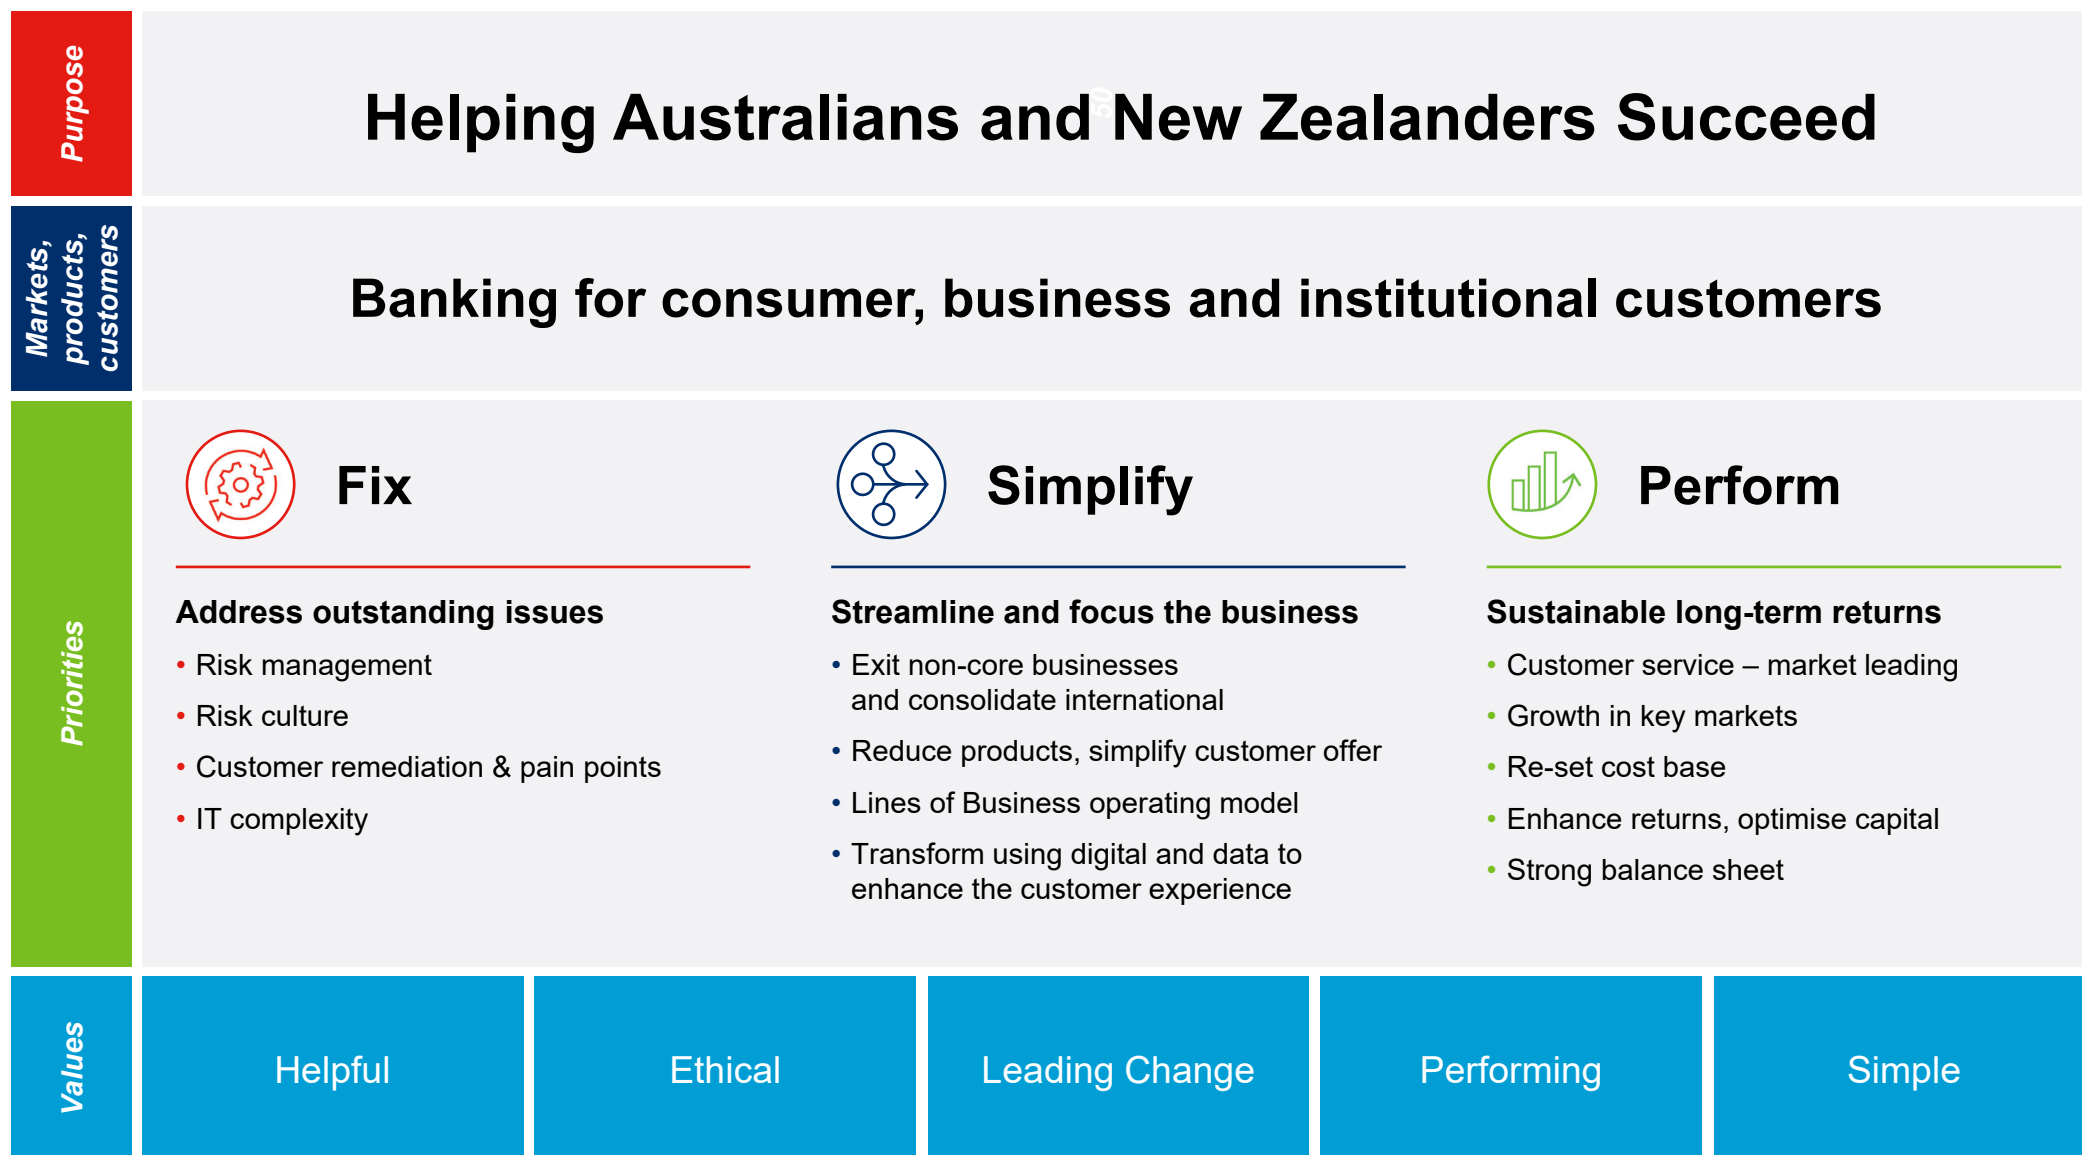 Purpose
Helping Australians and New Zealanders Succeed
50
Markets,
products,
customers
Banking for consumer, business and institutional customers
Priorities
Fix
Address outstanding issues
• Risk management
• Risk culture
• Customer remediation & pain points
• IT complexity
Simplify
Streamline and focus the business
• Exit non-core businesses
and consolidate international
• Reduce products, simplify customer offer
• Lines of Business operating model
• Transform using digital and data to
enhance the customer experience
Perform
Sustainable long-term returns
• Customer service – market leading
• Growth in key markets
• Re-set cost base
• Enhance returns, optimise capital
• Strong balance sheet
Values
Helpful
Ethical
Leading Change
Performing
Simple